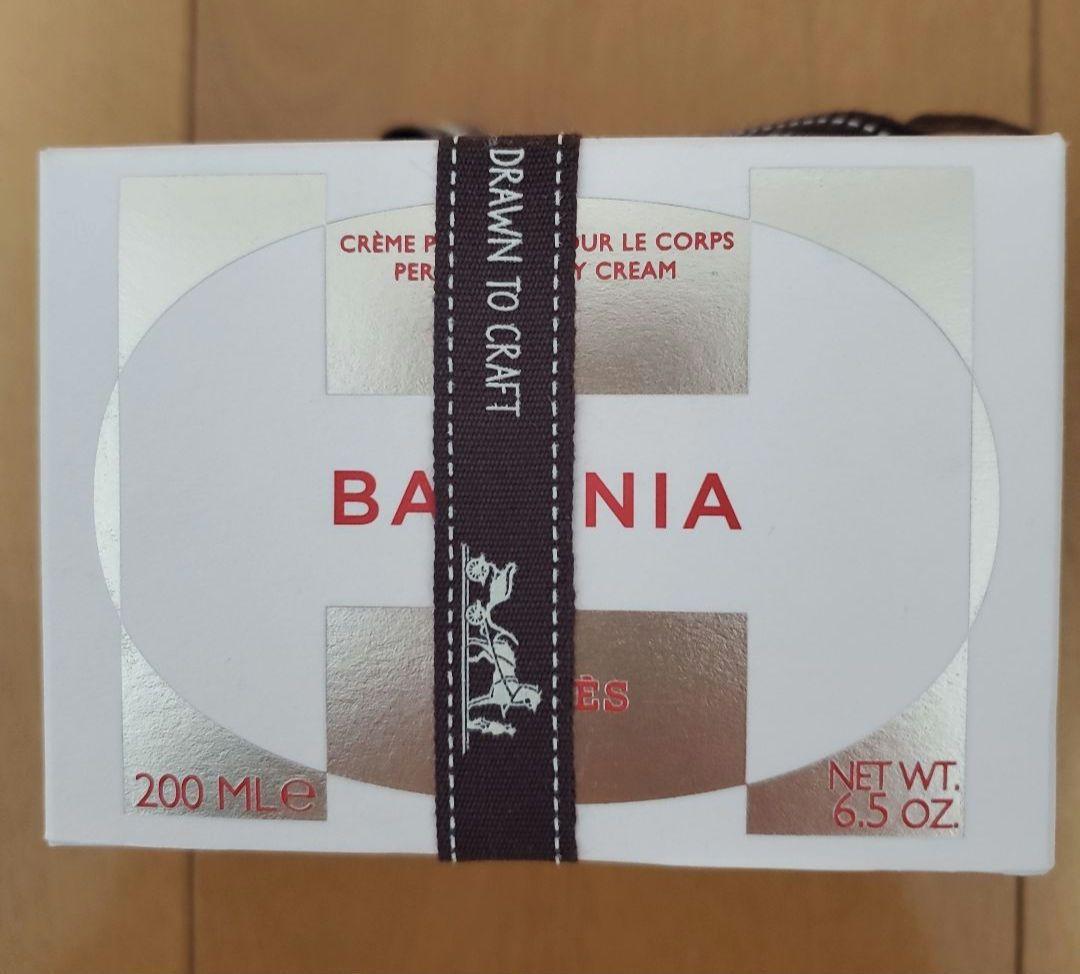 CRÈME P OUR LE CORPS
PER Y CREAM
DRAWN TO CRAFT
BA NIA
ÈS
200 ML e
NET WT.
6.5 OZ.